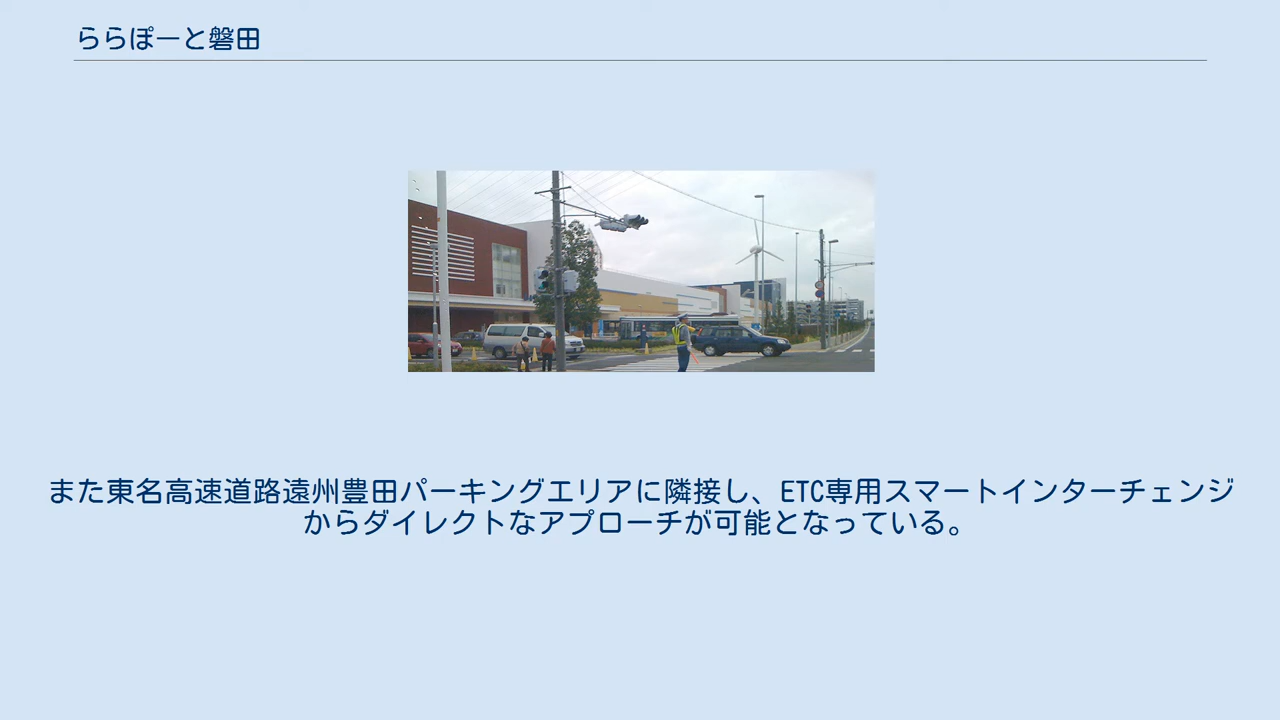 ららぽーと磐田
また東名高速道路遠州豊田パーキングエリアに隣接し、ETC専用スマートインターチェンジ
からダイレクトなアプローチが可能となっている。